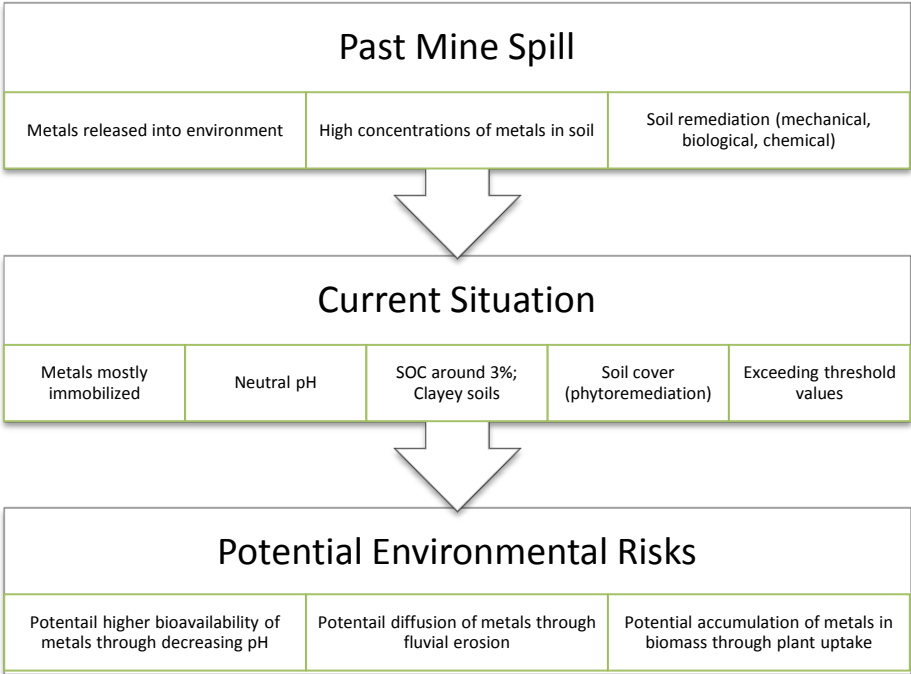 Past Mine Spill
Metals released into environment
High concentrations of metals in soil
Soil remediation (mechanical,
biological, chemical)
Current Situation
Metals mostly
immobilized
Neutral pH
SOC around 3%;
Clayey soils
Soil cover
(phytoremediation)
Exceeding threshold
values
Potential Environmental Risks
Potentail higher bioavailability of
metals through decreasing pH
Potentail diffusion of metals through
fluvial erosion
Potential accumulation of metals in
biomass through plant uptake